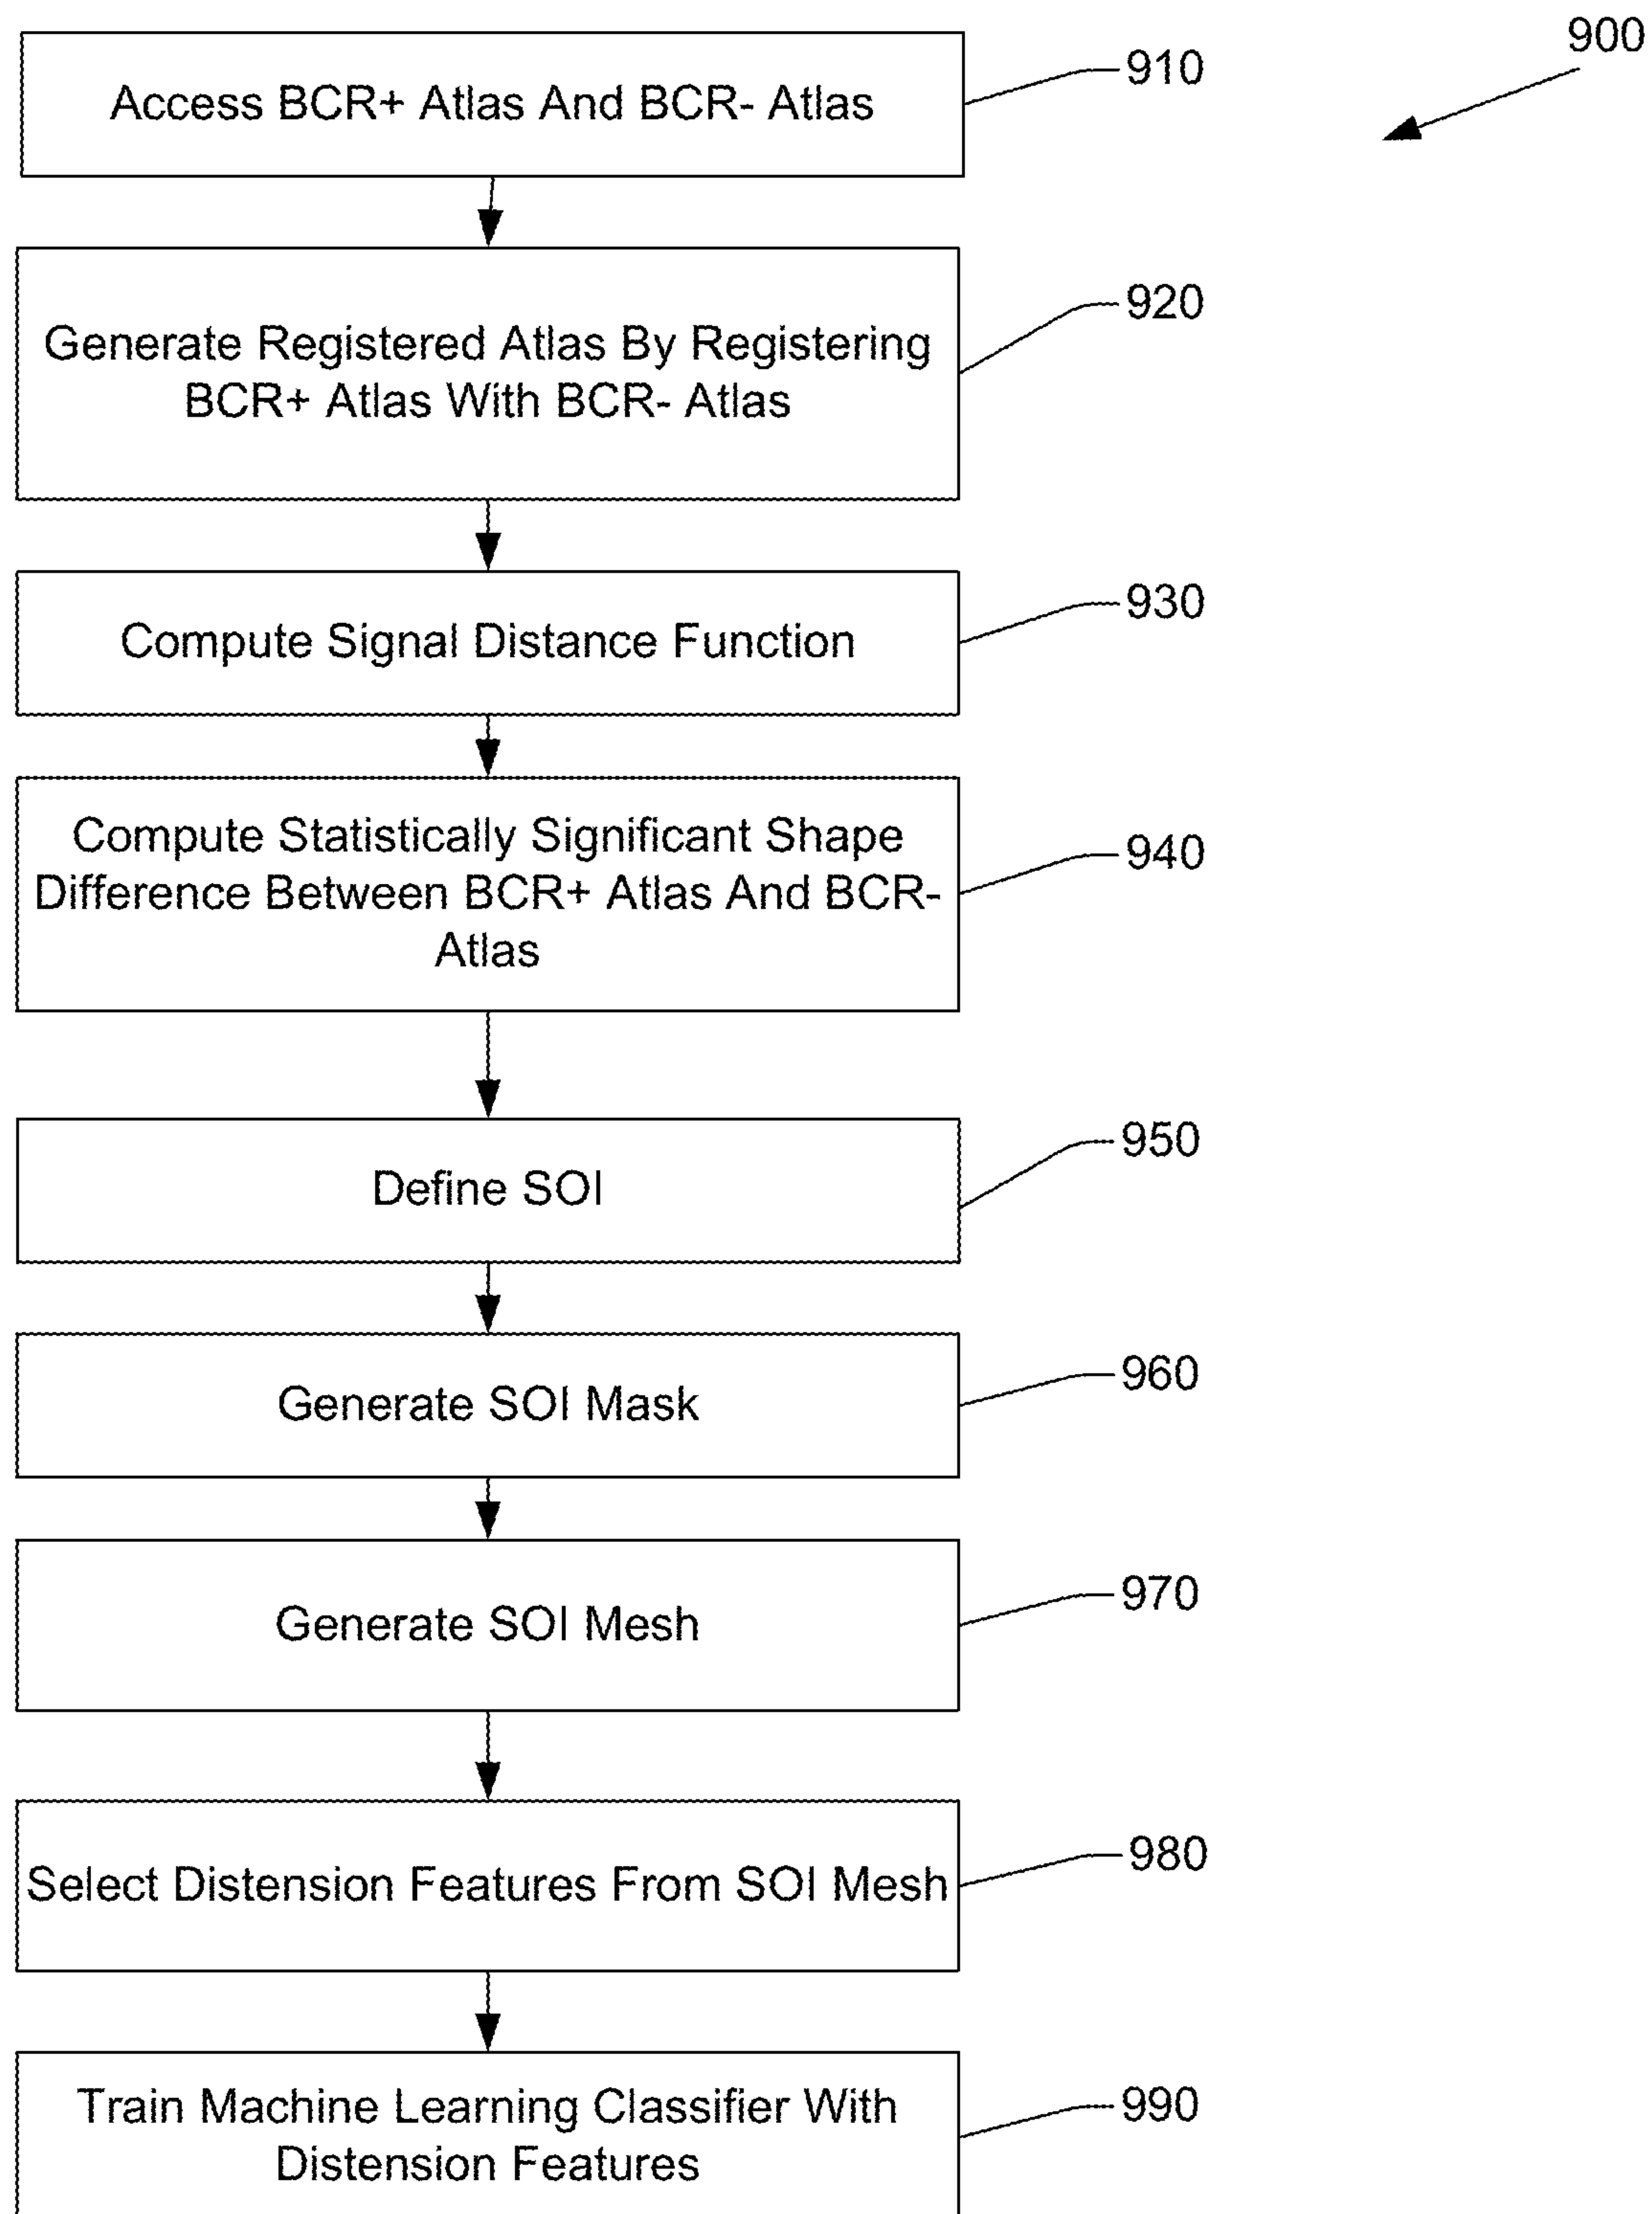 900
Access BCR+ Atlas And BCR- Atlas
910
Generate Registered Atlas By Registering
BCR+ Atlas With BCR- Atlas
920
Compute Signal Distance Function
930
Compute Statistically Significant Shape
Difference Between BCR+ Atlas And BCR-
Atlas
940
Define SOI
950
Generate SOI Mask
960
Generate SOI Mesh
970
Select Distension Features From SOI Mesh
980
Train Machine Learning Classifier With
Distension Features
990